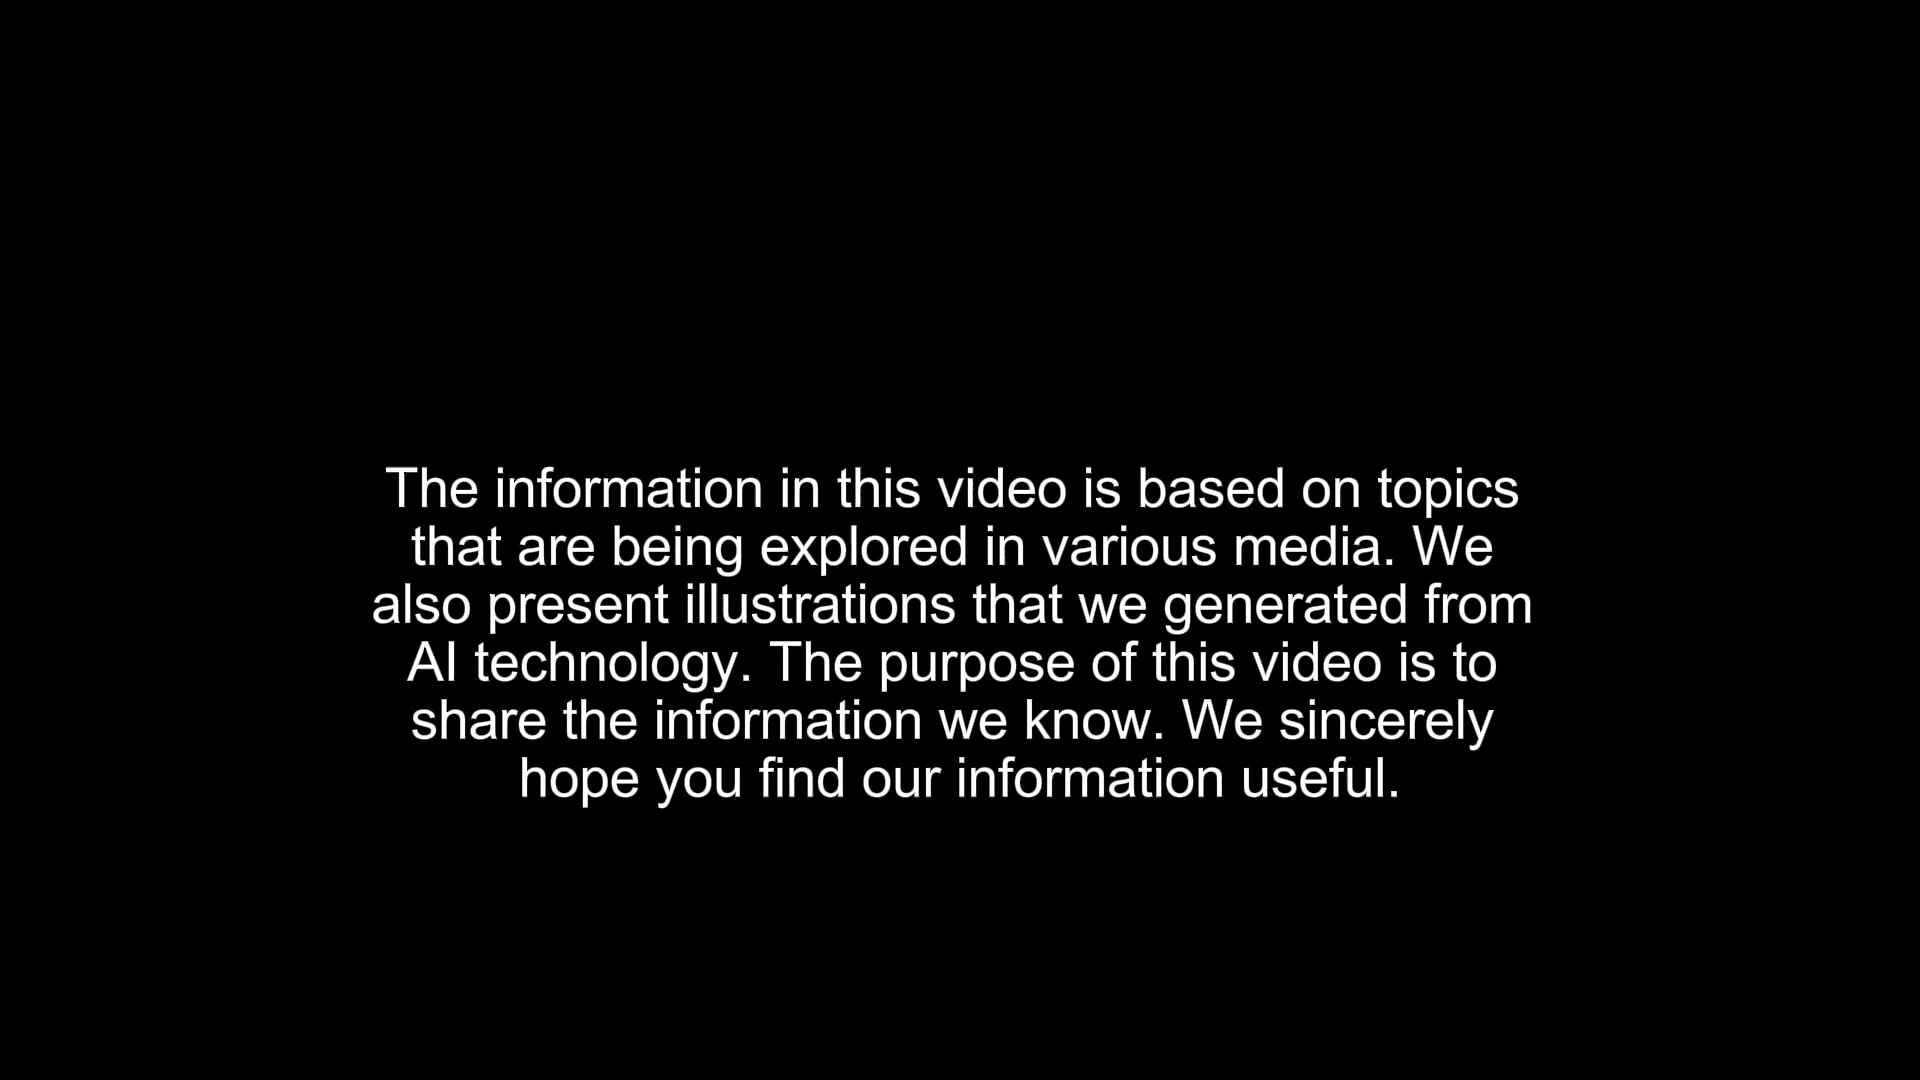 The information in this video is based on topics
that are being explored in various media. We
also present illustrations that we generated from
AI technology. The purpose of this video is to
share the information we know. We sincerely
hope you find our information useful.